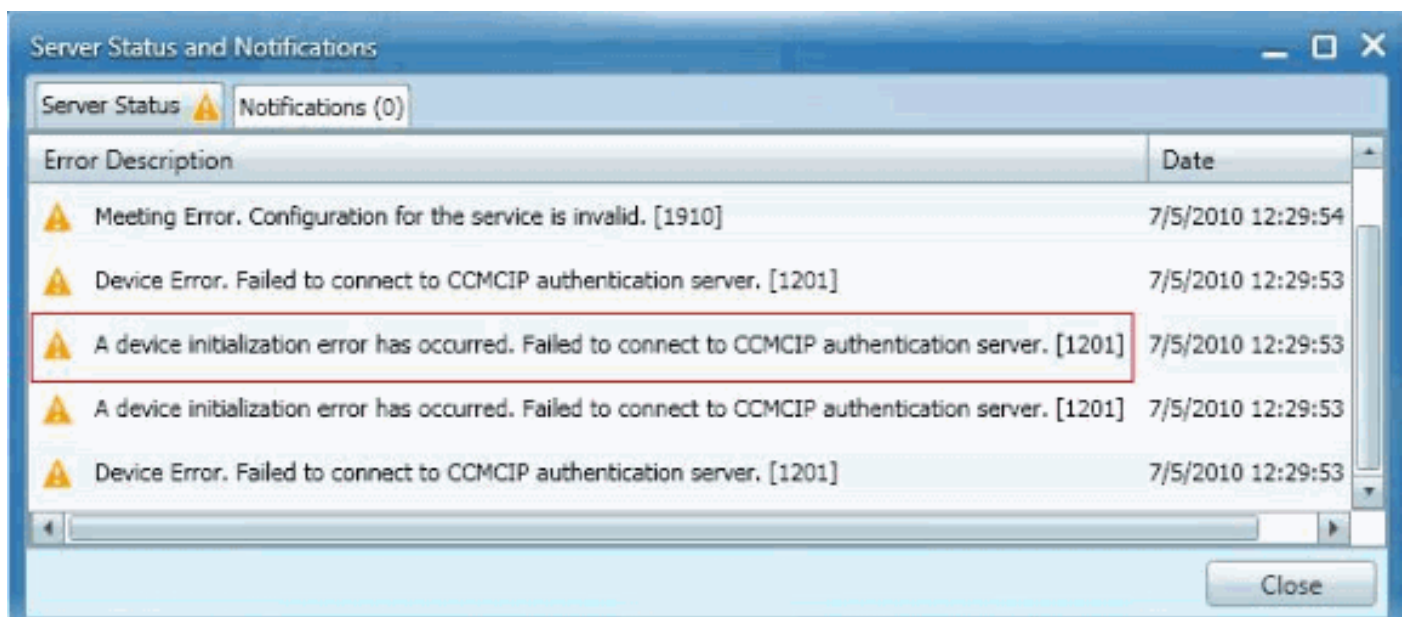 Server Status and Notifications
Server Status Notifications (0)
Error Description Date
Meeting Error. Configuration for the service is invalid. [1910] 7/5/2010 12:29:54
Device Error. Failed to connect to CCMCIP authentication server. [1201] 7/5/2010 12:29:53
A device initialization error has occurred. Failed to connect to CCMCIP authentication server. [1201] 7/5/2010 12:29:53
A device initialization error has occurred. Failed to connect to CCMCIP authentication server. [1201] 7/5/2010 12:29:53
Device Error. Failed to connect to CCMCIP authentication server. [1201] 7/5/2010 12:29:53
Close